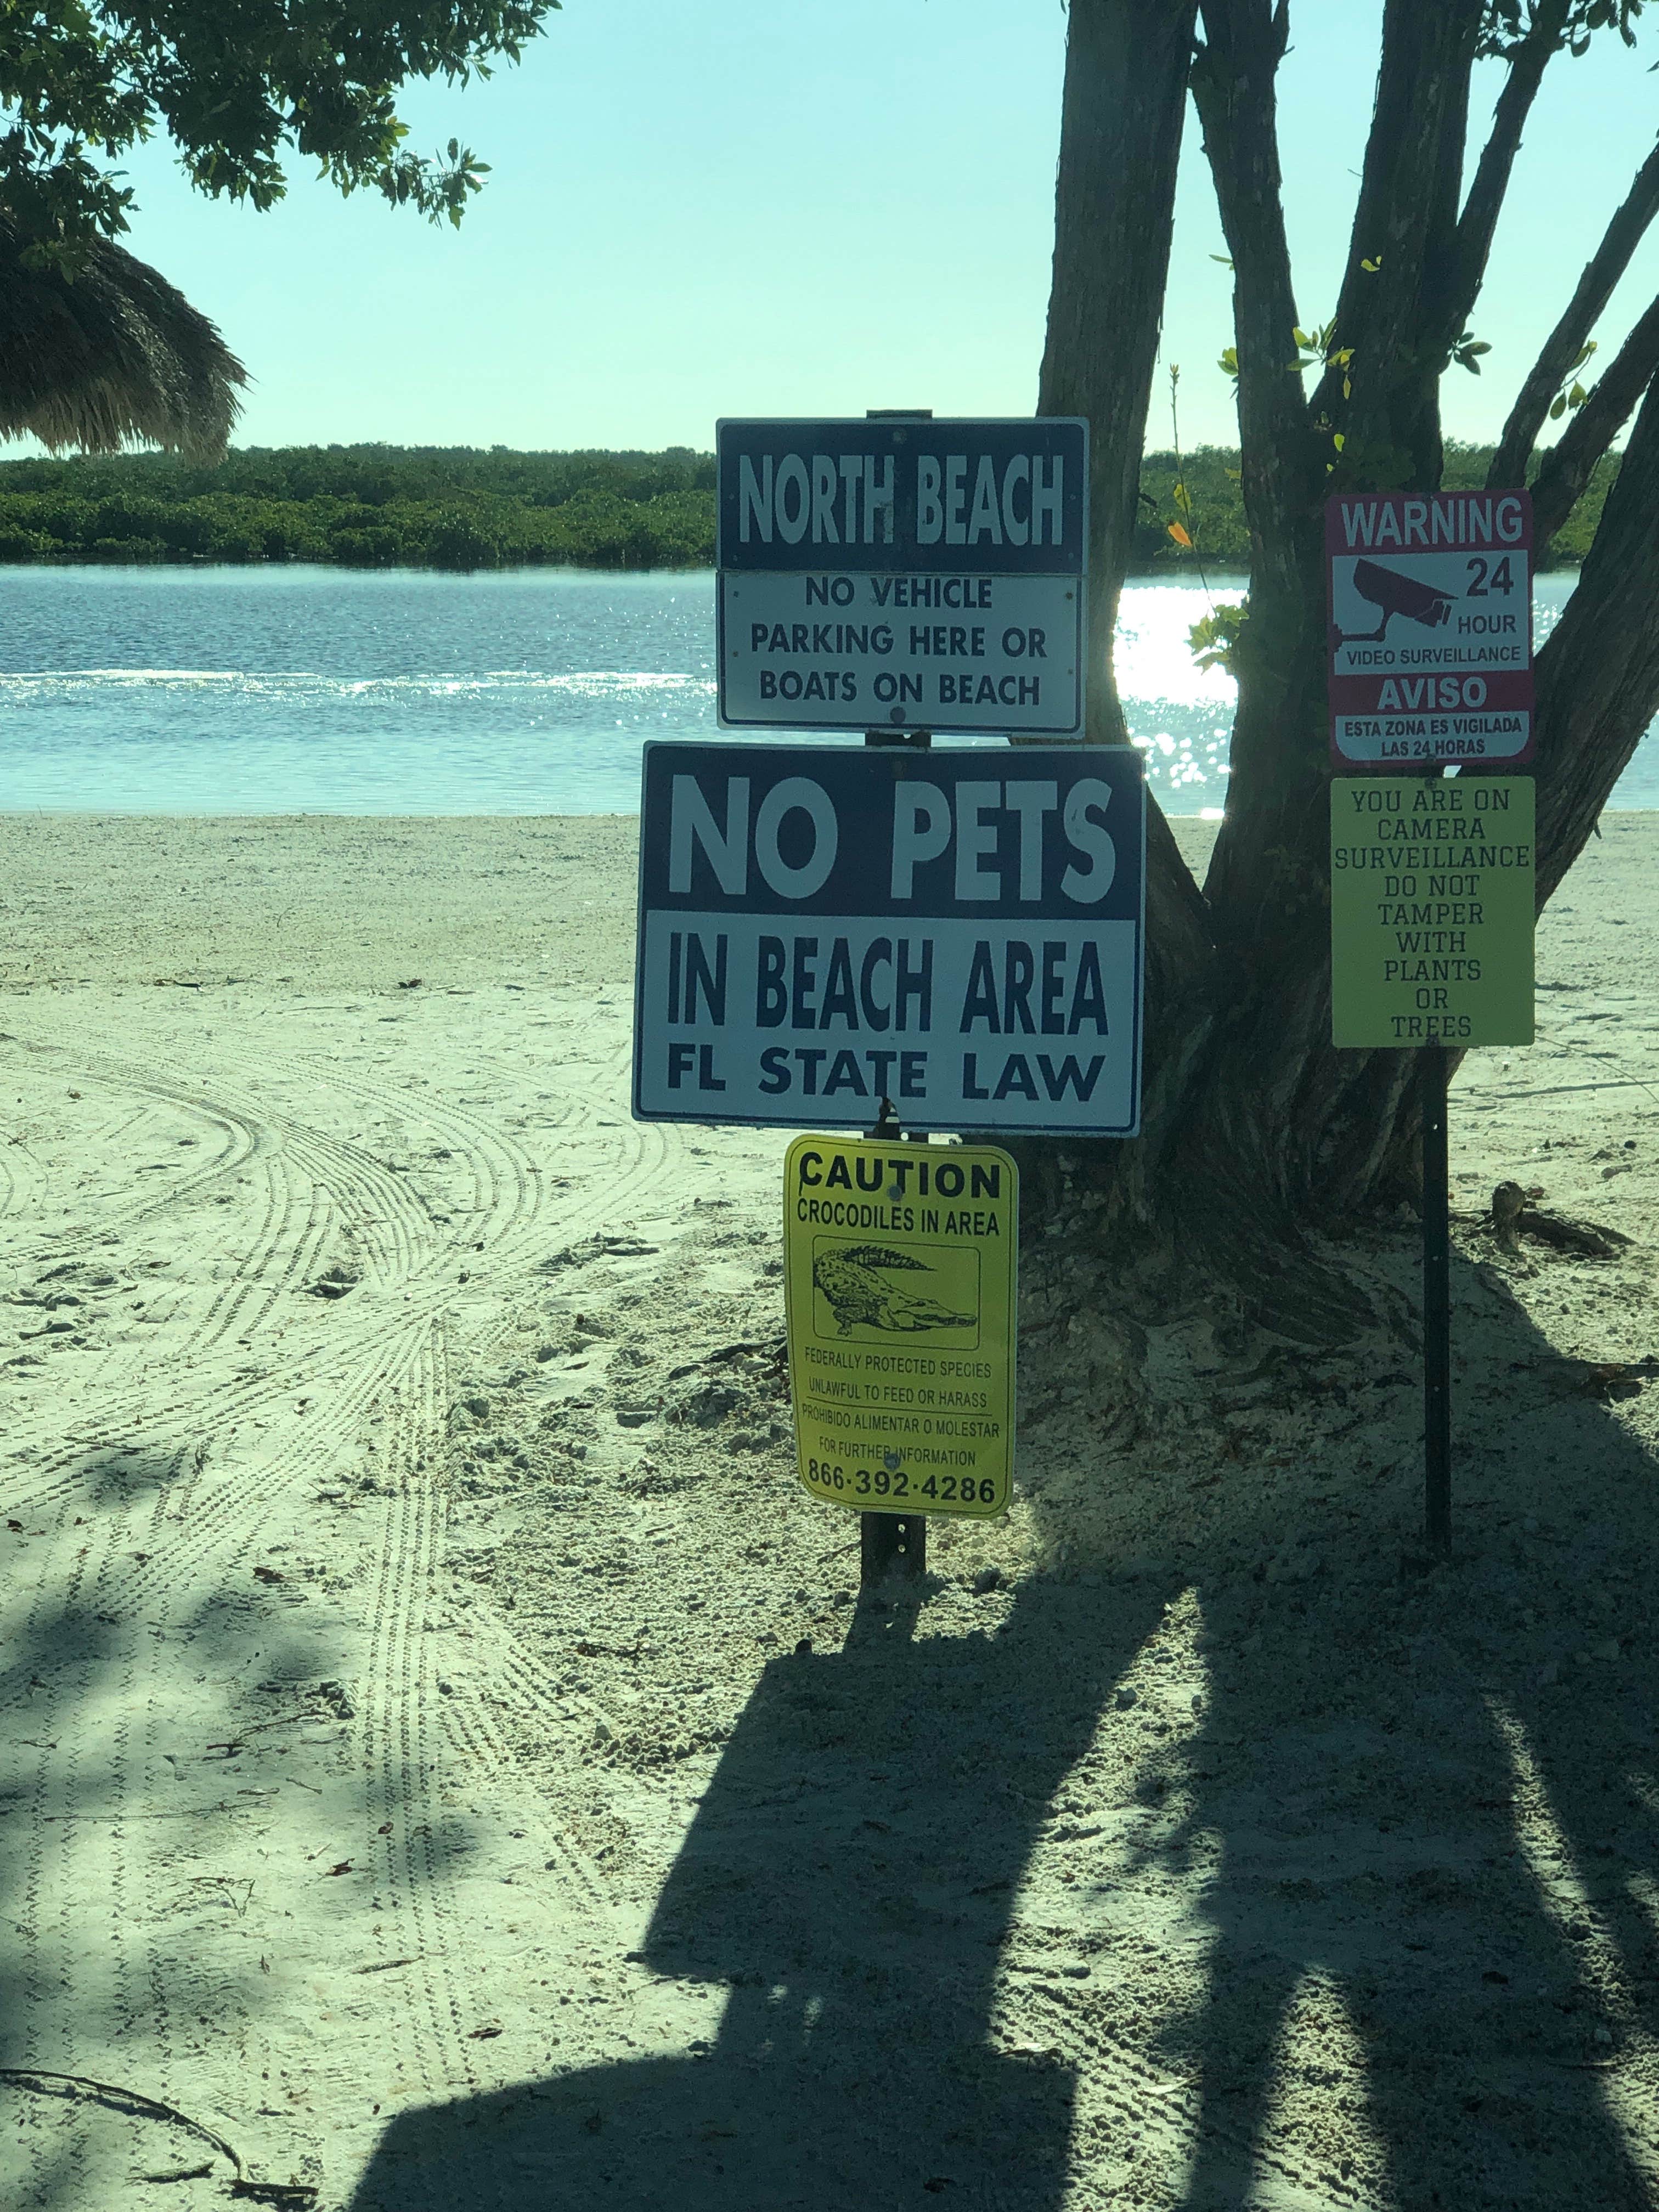 NORTH BEACH
NO VEHICLE
PARKING HERE OR
BOATS ON BEACH
NO PETS
IN BEACH AREA
FL STATE LAW
CAUTION
CROCODILES IN AREA
FEDERALLY PROTECTED SPECIES
UNLAWFUL TO FEED OR HARASS
PROHIBIDO ALIMENTAR O MOLESTAR
FOR FURTHER INFORMATION
866·392·4286
WARNING
24
HOUR
VIDEO SURVEILLANCE
AVISO
ESTA ZONA ES VIGILADA
LAS 24 HORAS
YOU ARE ON
CAMERA
SURVEILLANCE
DO NOT
TAMPER
WITH
PLANTS
OR
TREES